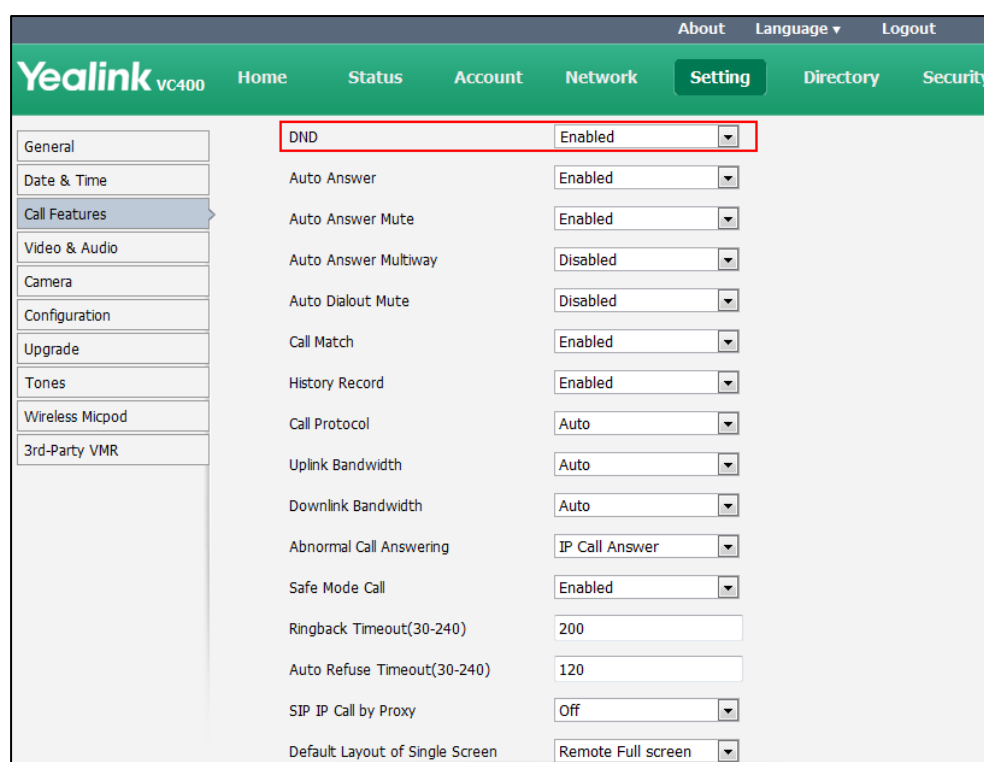 About Language ▾ Logout
Yealink VC400 Home Status Account Network Setting Directory Security
General
Date & Time
Call Features
Video & Audio
Camera
Configuration
Upgrade
Tones
Wireless Micpod
3rd-Party VMR
DND Enabled
Auto Answer Enabled
Auto Answer Mute Enabled
Auto Answer Multiway Disabled
Auto Dialout Mute Disabled
Call Match Enabled
History Record Enabled
Call Protocol Auto
Uplink Bandwidth Auto
Downlink Bandwidth Auto
Abnormal Call Answering IP Call Answer
Safe Mode Call Enabled
Ringback Timeout(30-240) 200
Auto Refuse Timeout(30-240) 120
SIP IP Call by Proxy Off
Default Layout of Single Screen Remote Full screen